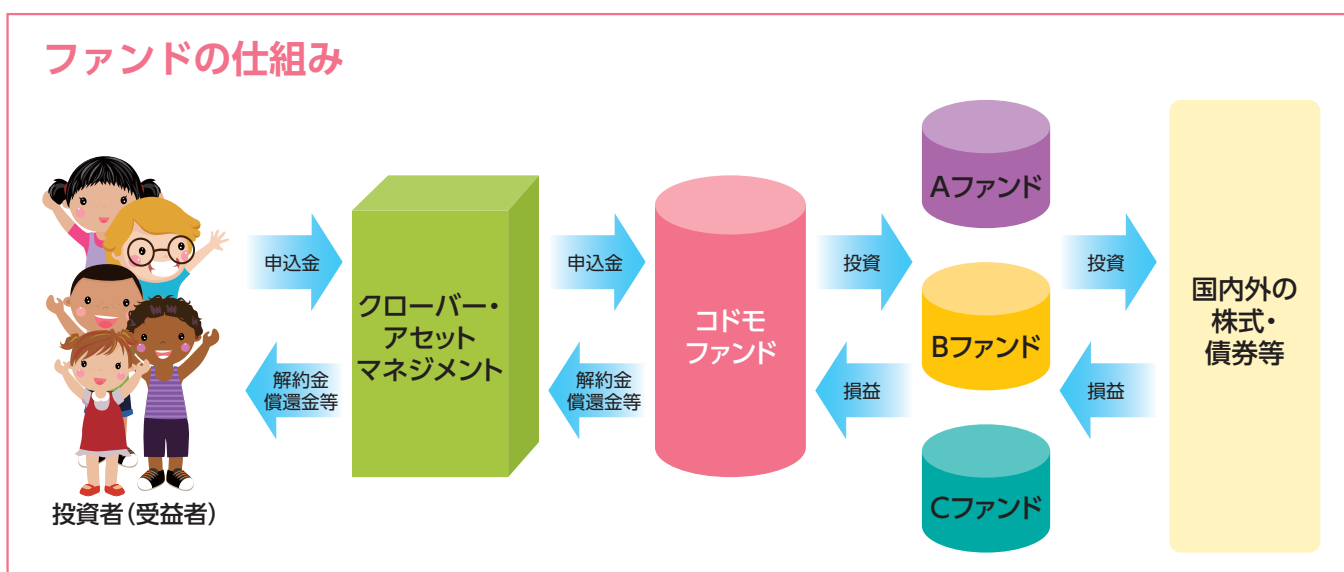 ファンドの仕組み
申込金
クローバー・
アセット
マネジメント
解約金
償還金等
投資者（受益者）
申込金
解約金
償還金等
コドモ
ファンド
投資
損益
Aファンド
Bファンド
Cファンド
投資
損益
国内外の
株式・
債券等